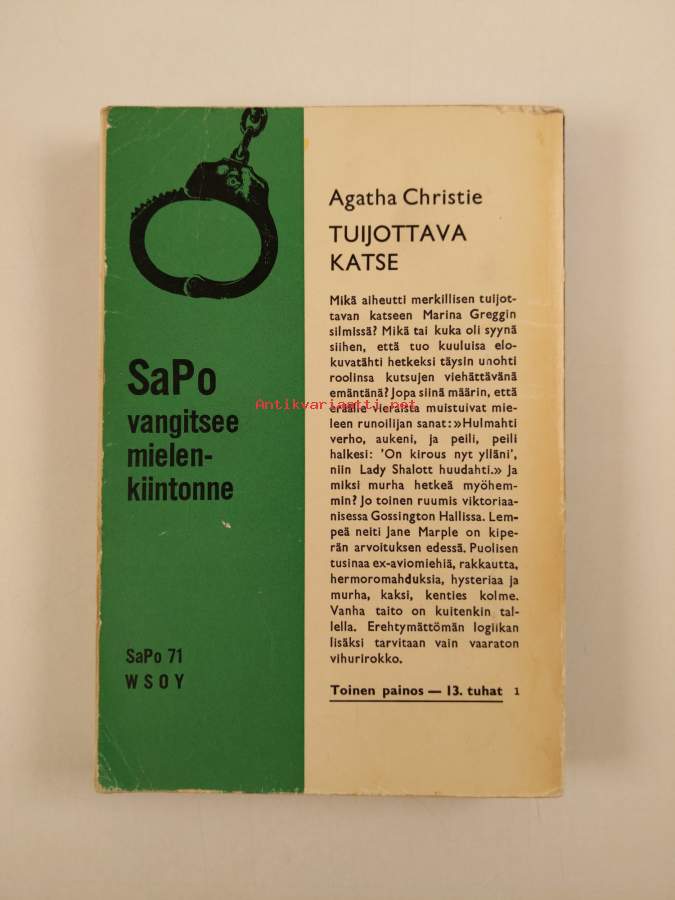 SaPo
vangitsee
mielen-
kiintonne
SaPo 71
WSOY
Agatha Christie
TUIJOTTAVA
KATSE
Mikä aiheutti merkillisen tuijot-
tavan katseen Marina Greggin
silmissä? Mikä tai kuka oli syynä
siihen, että tuo kuuluisa elo-
kuvatähti hetkeksi täysin unohti
roolinsa kutsujen viehättävänä
emäntänä? Jopa siinä määrin, että
Antikvariaatti.net
eräälle vieraista muistuivat mie-
leen runoilijan sanat: »Hulmahti
verho, aukeni, ja peili, peili
halkesi: 'On kirous nyt ylläni',
niin Lady Shalott huudahti.» Ja
miksi murha hetkeä myöhem-
min? Jo toinen ruumis viktoriaa-
nisessa Gossington Hallissa. Lem-
peä neiti Jane Marple on kipe-
rän arvoituksen edessä. Puolisen
tusinaa ex-aviomiehiä, rakkautta,
hermoromahduksia, hysteriaa ja
murha, kaksi, kenties kolme.
Vanha taito on kuitenkin tal-
lella. Erehtymättömän logiikan
lisäksi tarvitaan vain vaaraton
vihurirokko.
Toinen painos — 13. tuhat 1